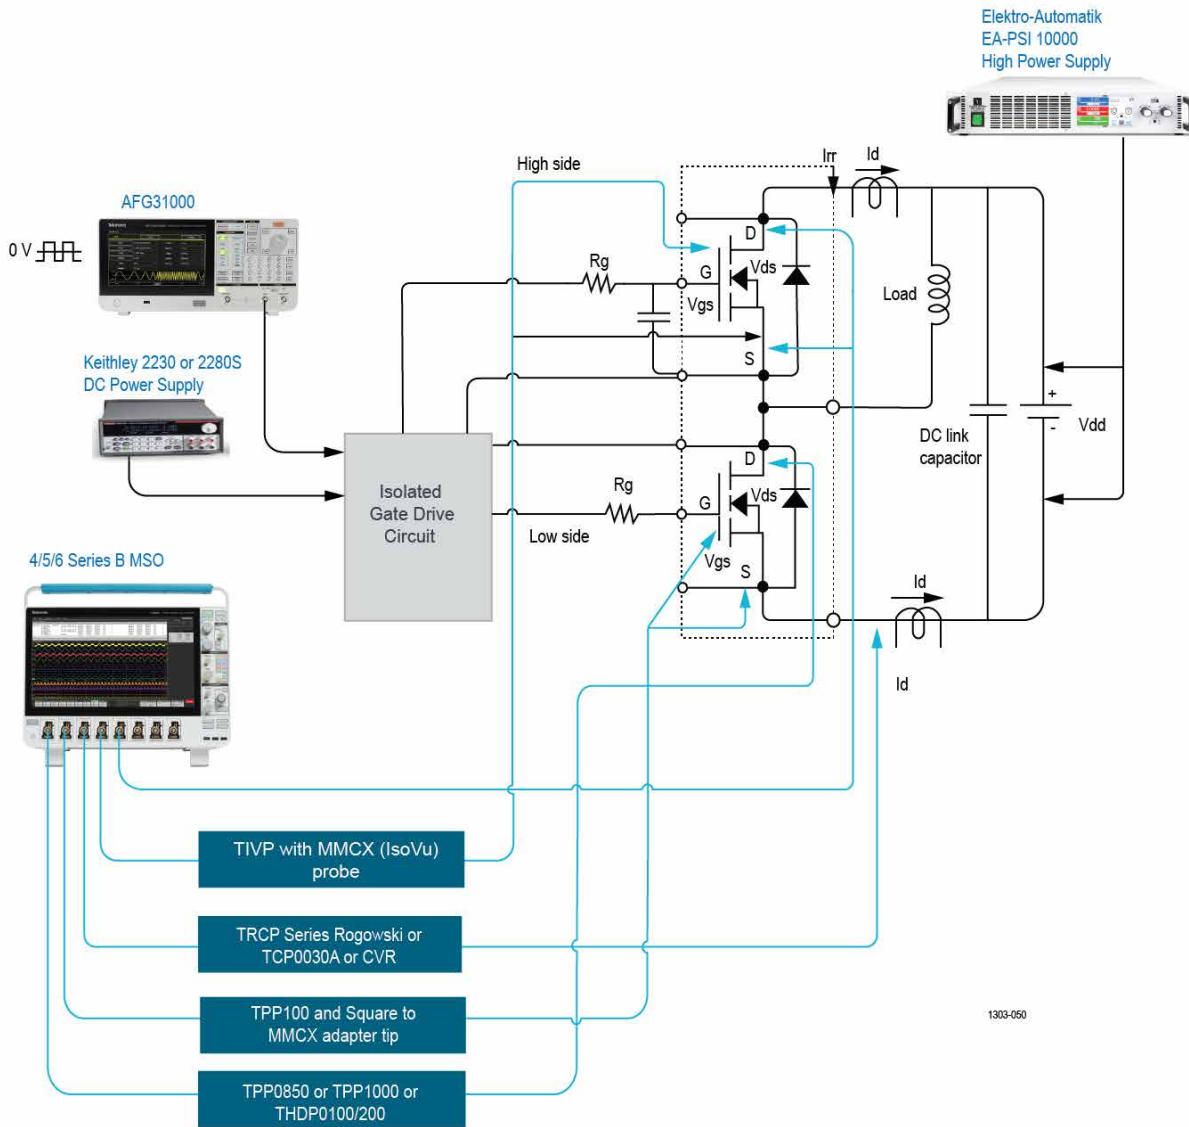 Elektro-Automatik
EA-PSI 10000
High Power Supply
Irr
Id
High side
AFG31000
0 V
D
Rg
G
Vds
Vgs
Load
S
Keithley 2230 or 2280S
DC Power Supply
+
-
Vdd
DC link
capacitor
D
Rg
G
Vds
Isolated
Gate Drive
Circuit
Low side
Vgs
S
4/5/6 Series B MSO
Id
Id
TIVP with MMCX (IsoVu)
probe
TRCP Series Rogowski or
TCP0030A or CVR
TPP100 and Square to
MMCX adapter tip
1303-050
TPP0850 or TPP1000 or
THDP0100/200